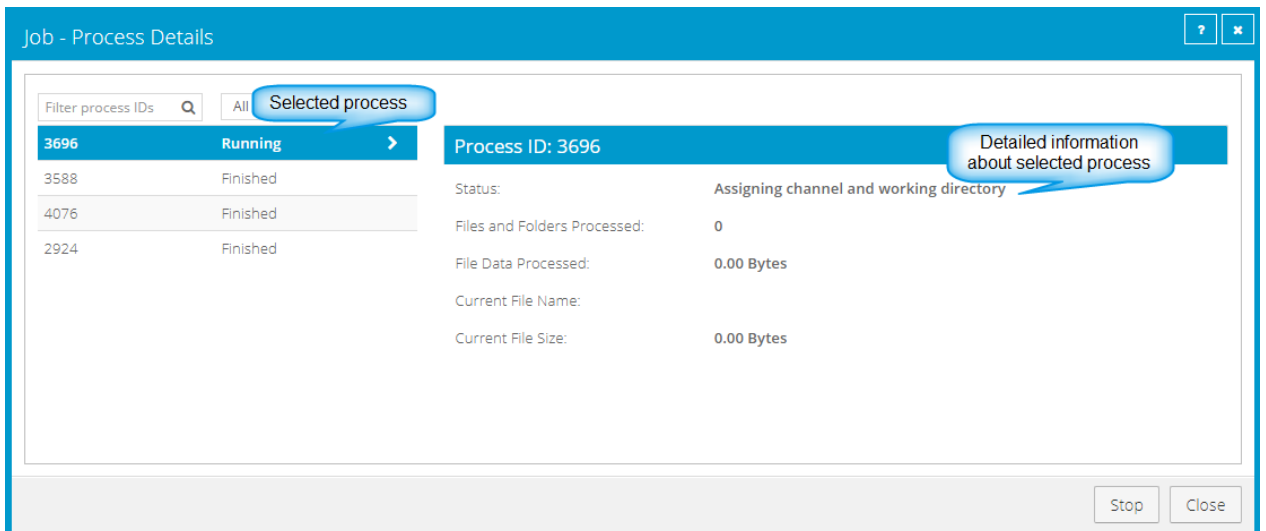 Job - Process Details
?
Filter process IDs
All
Selected process
3696 Running
3588 Finished
4076 Finished
2924 Finished
Process ID: 3696
Detailed information
about selected process
Status: Assigning channel and working directory
Files and Folders Processed: 0
File Data Processed: 0.00 Bytes
Current File Name:
Current File Size: 0.00 Bytes
Stop Close